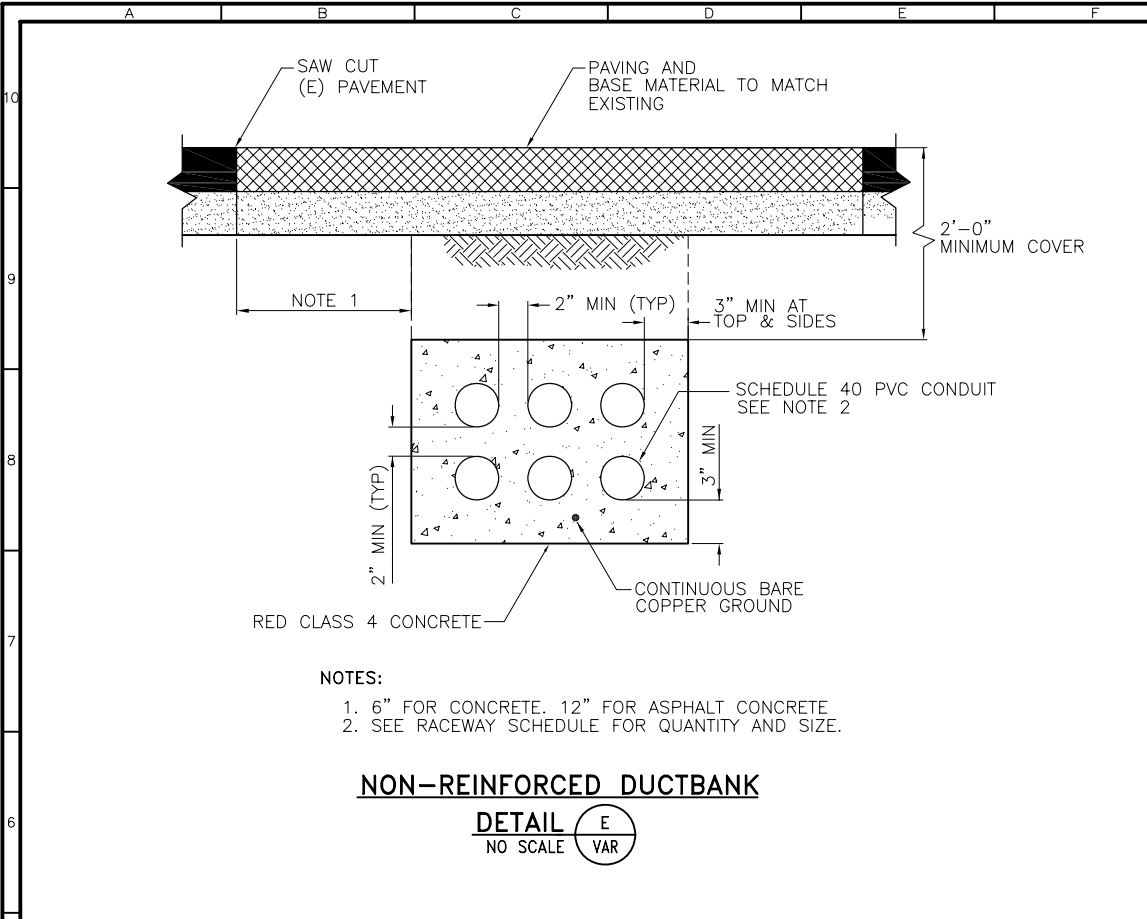 A B C D E F
10
SAW CUT
(E) PAVEMENT
PAVING AND
BASE MATERIAL TO MATCH
EXISTING
2'-0"
MINIMUM COVER
9
NOTE 1
2" MIN (TYP)
3" MIN AT
TOP & SIDES
SCHEDULE 40 PVC CONDUIT
SEE NOTE 2
8
3" MIN
2" MIN (TYP)
CONTINUOUS BARE
COPPER GROUND
RED CLASS 4 CONCRETE
7
NOTES:
1. 6" FOR CONCRETE. 12" FOR ASPHALT CONCRETE
2. SEE RACEWAY SCHEDULE FOR QUANTITY AND SIZE.
NON-REINFORCED DUCTBANK
6
DETAIL E
NO SCALE VAR